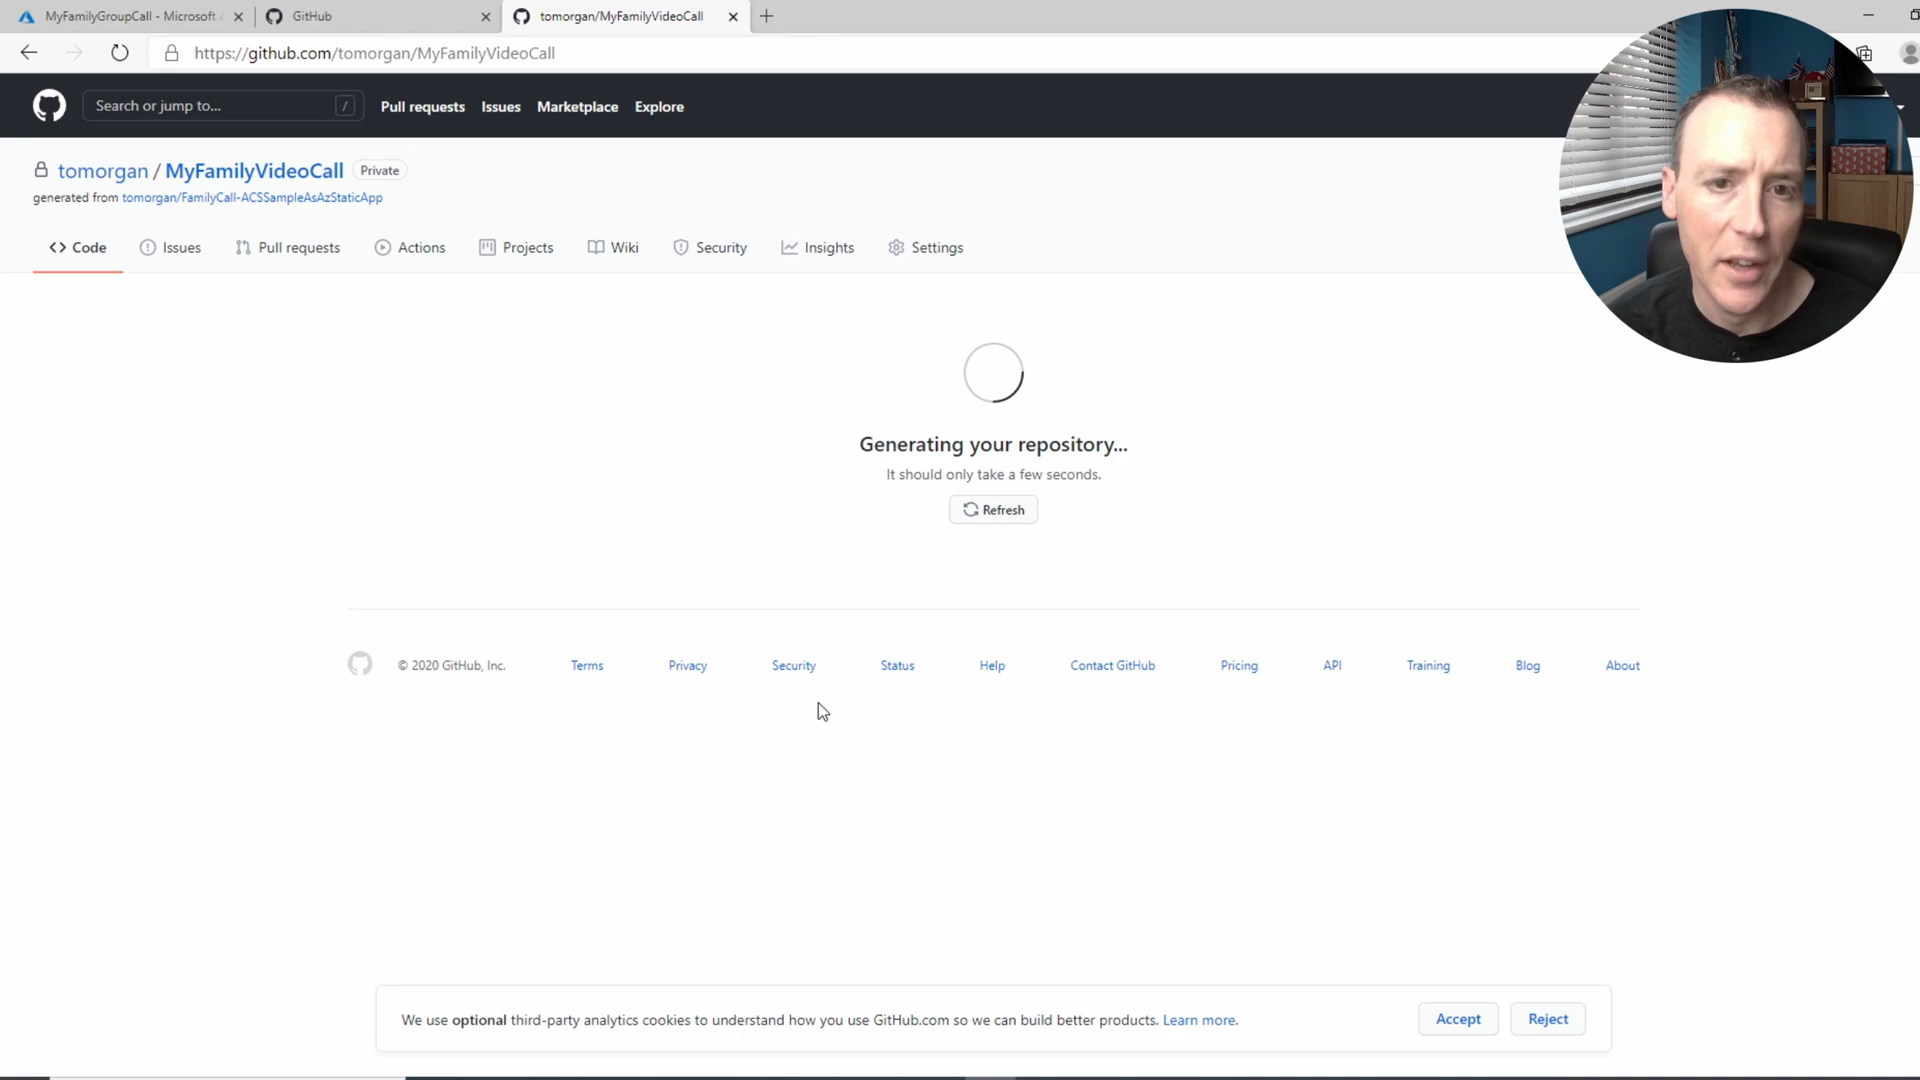 MyFamilyGroupCall - Microsoft
GitHub
tomorgan/MyFamilyVideoCall
https://github.com/tomorgan/MyFamilyVideoCall
Search or jump to...
/
Pull requests
Issues
Marketplace
Explore
tomorgan / MyFamilyVideoCall
Private
generated from tomorgan/FamilyCall-ACSSampleAsAzStaticApp
Code
Issues
Pull requests
Actions
Projects
Wiki
Security
Insights
Settings
Generating your repository...
It should only take a few seconds.
Refresh
© 2020 GitHub, Inc.
Terms
Privacy
Security
Status
Help
Contact GitHub
Pricing
API
Training
Blog
About
We use optional third-party analytics cookies to understand how you use GitHub.com so we can build better products. Learn more.
Accept
Reject